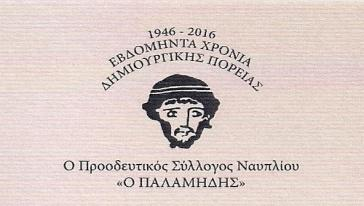 1946 - 2016
ΕΒΔΟΜΗΝΤΑ ΧΡΟΝΙΑ
ΔΗΜΙΟΥΡΓΙΚΗΣ ΠΟΡΕΙΑΣ
Ο Προοδευτικός Σύλλογος Ναυπλίου
«Ο ΠΑΛΑΜΗΔΗΣ»